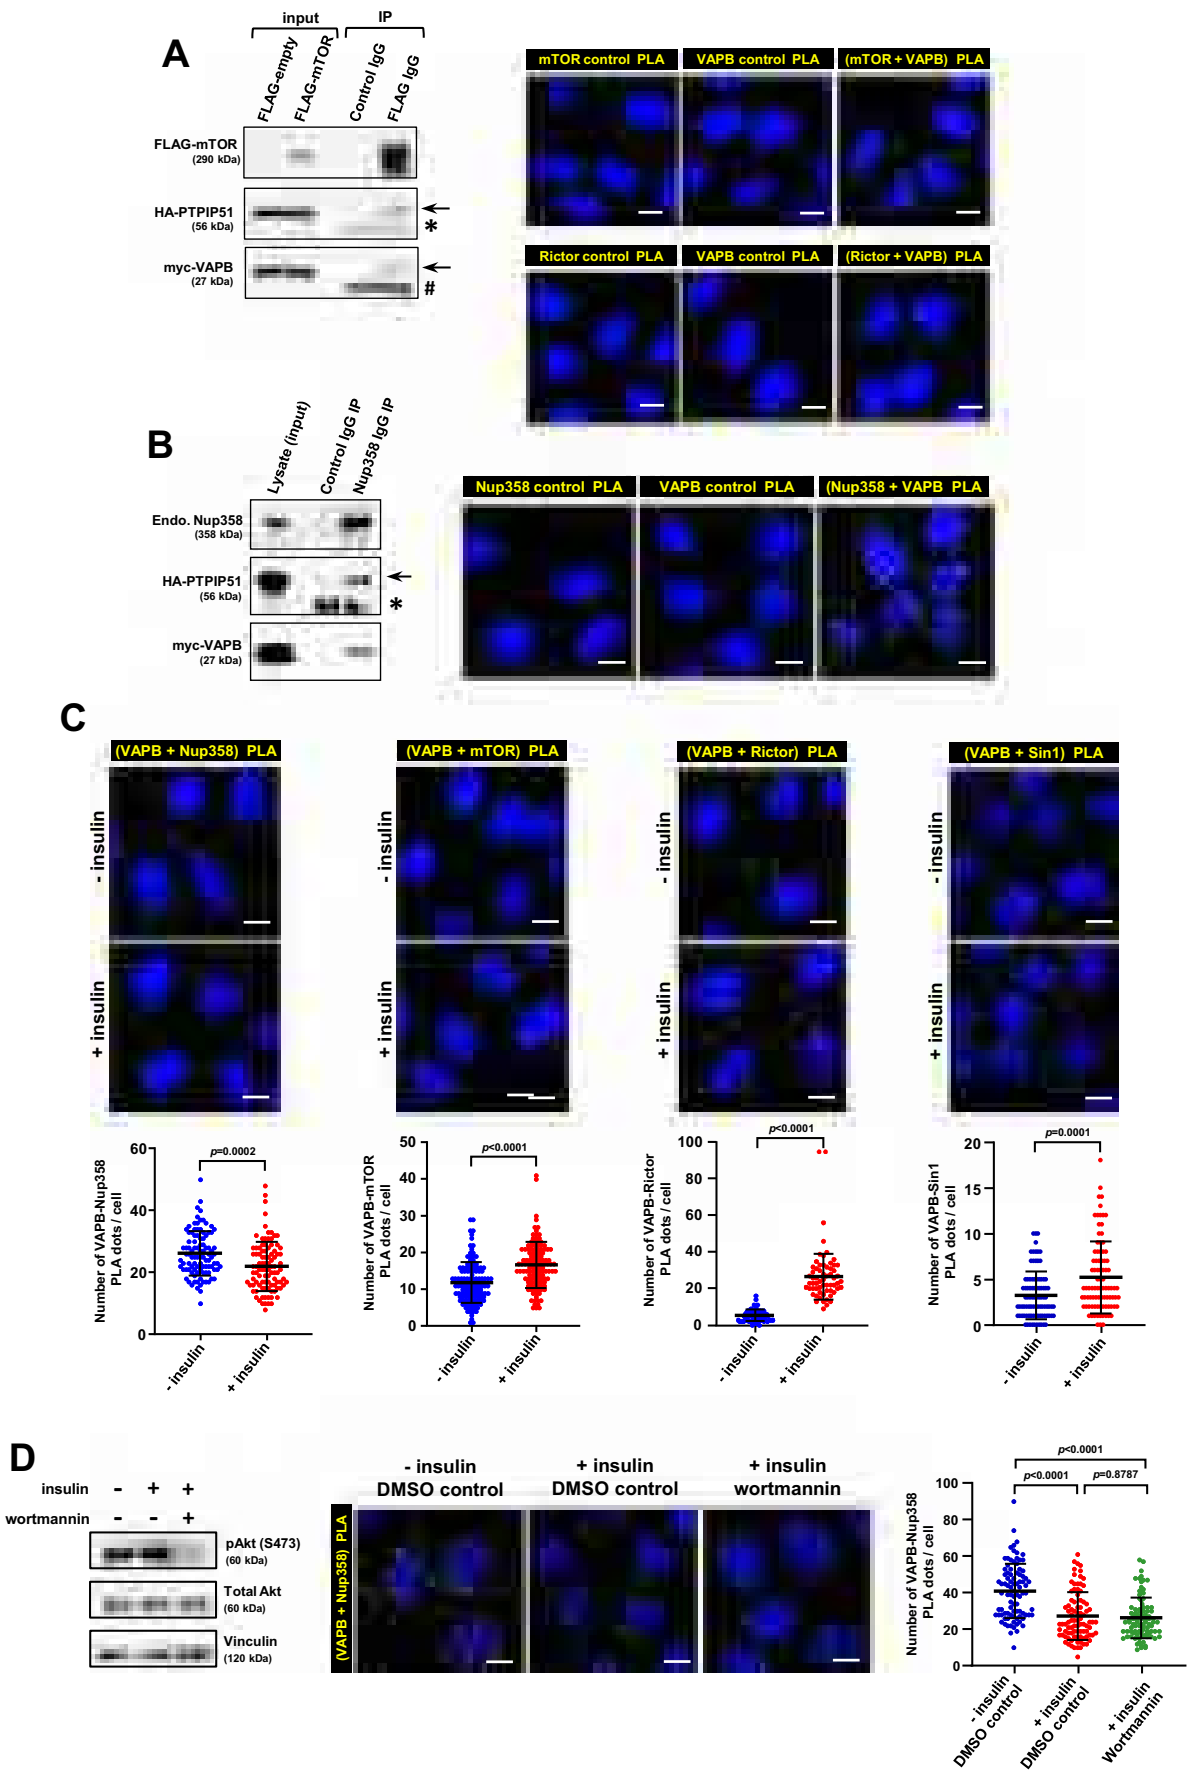 A
input
IP
FLAG-empty
FLAG-mTOR
Control IgG
FLAG IgG
FLAG-mTOR
(290 kDa)
HA-PTPIP51
(56 kDa)
*
myc-VAPB
(27 kDa)
#
mTOR control PLA
VAPB control PLA
(mTOR + VAPB) PLA
Rictor control PLA
VAPB control PLA
(Rictor + VAPB) PLA
B
Lysate (input)
Control IgG IP
Nup358 IgG IP
Endo. Nup358
(358 kDa)
HA-PTPIP51
(56 kDa)
*
myc-VAPB
(27 kDa)
Nup358 control PLA
VAPB control PLA
(Nup358 + VAPB PLA
C
(VAPB + Nup358) PLA
(VAPB + mTOR) PLA
(VAPB + Rictor) PLA
(VAPB + Sin1) PLA
- insulin
- insulin
- insulin
- insulin
+ insulin
+ insulin
+ insulin
+ insulin
Number of VAPB-Nup358
PLA dots / cell
60
40
20
0
p=0.0002
- insulin
+ insulin
Number of VAPB-mTOR
PLA dots / cell
50
40
30
20
10
0
p<0.0001
- insulin
+ insulin
Number of VAPB-Rictor
PLA dots / cell
100
80
60
40
20
0
p<0.0001
- insulin
+ insulin
Number of VAPB-Sin1
PLA dots / cell
20
15
10
5
0
p=0.0001
- insulin
+ insulin
D
insulin - + +
wortmannin - - +
pAkt (S473)
(60 kDa)
Total Akt
(60 kDa)
Vinculin
(120 kDa)
(VAPB + Nup358) PLA
- insulin
DMSO control
+ insulin
DMSO control
+ insulin
wortmannin
Number of VAPB-Nup358
PLA dots / cell
100
80
60
40
20
0
p<0.0001
p<0.0001
p=0.8787
- insulin
DMSO control
+ insulin
DMSO control
+ insulin
Wortmannin